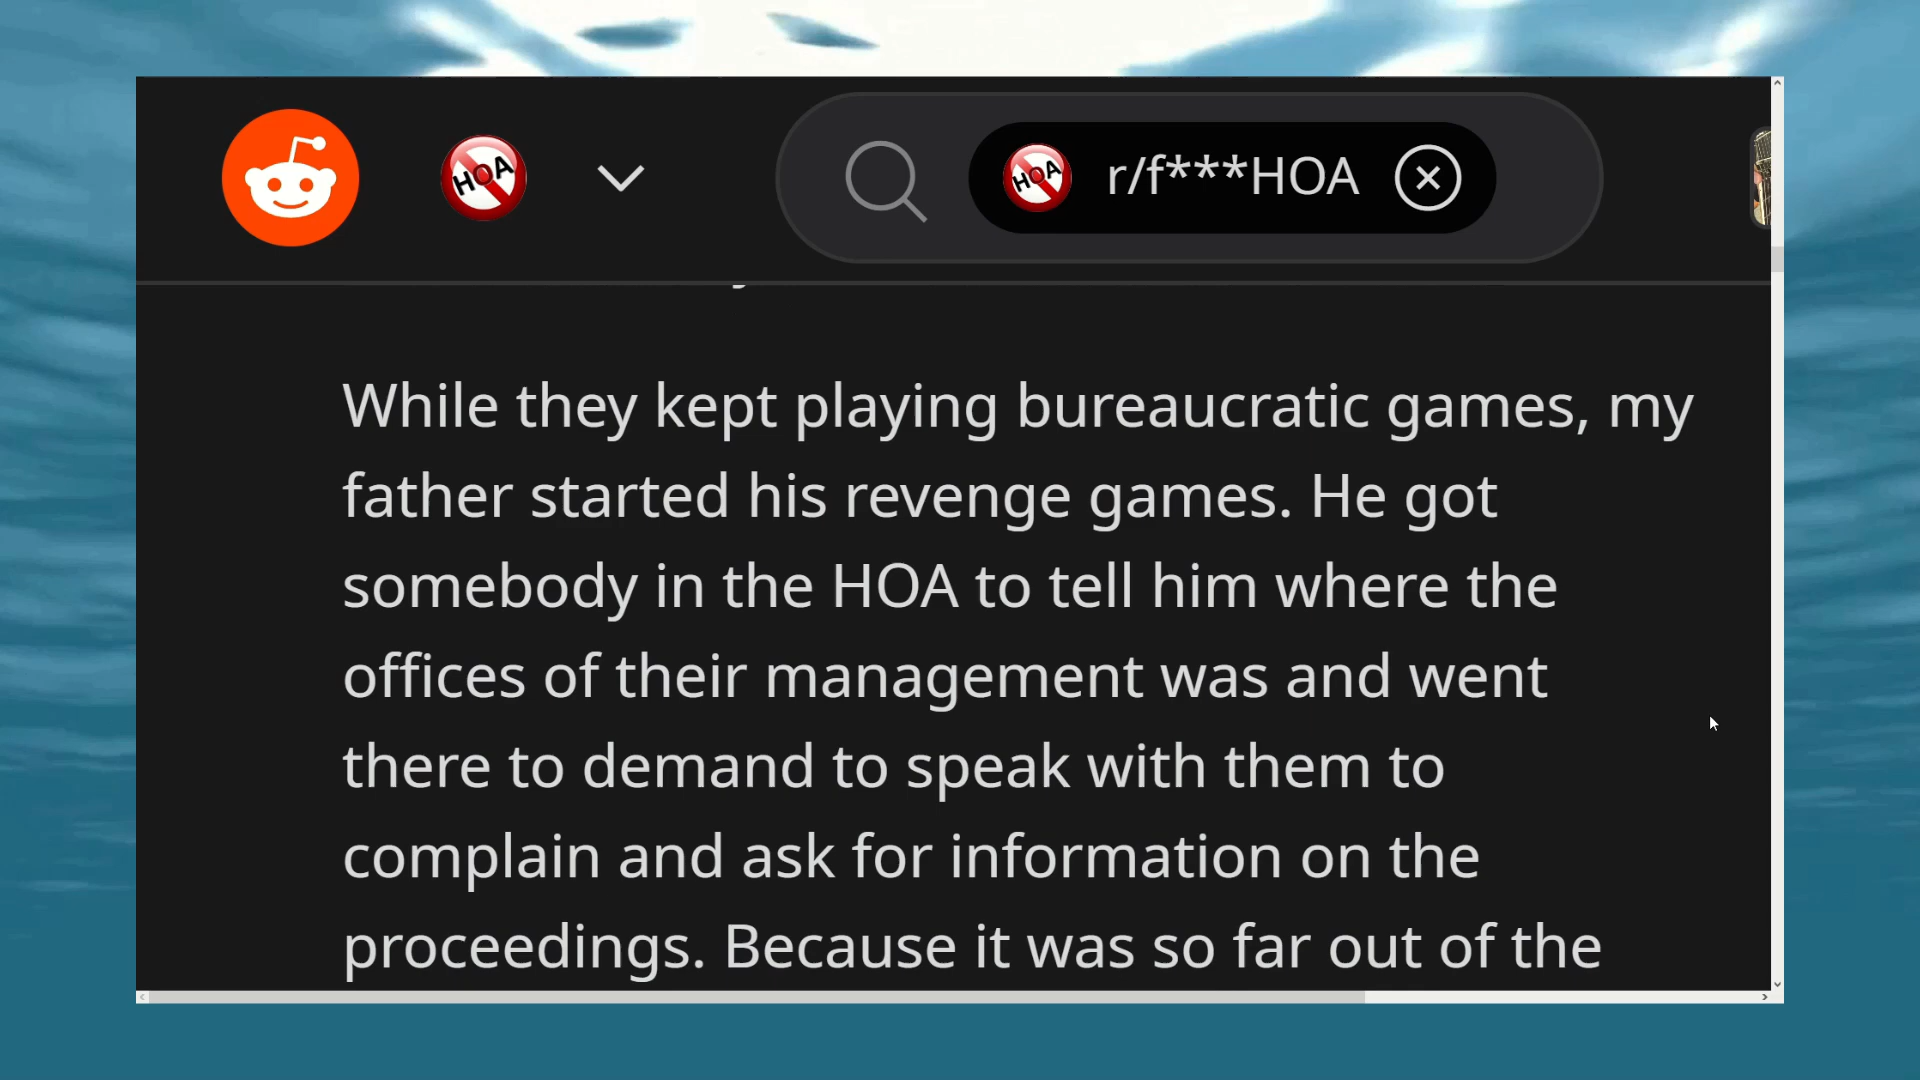 HOA
HOA r/f***HOA
While they kept playing bureaucratic games, my
father started his revenge games. He got
somebody in the HOA to tell him where the
offices of their management was and went
there to demand to speak with them to
complain and ask for information on the
proceedings. Because it was so far out of the